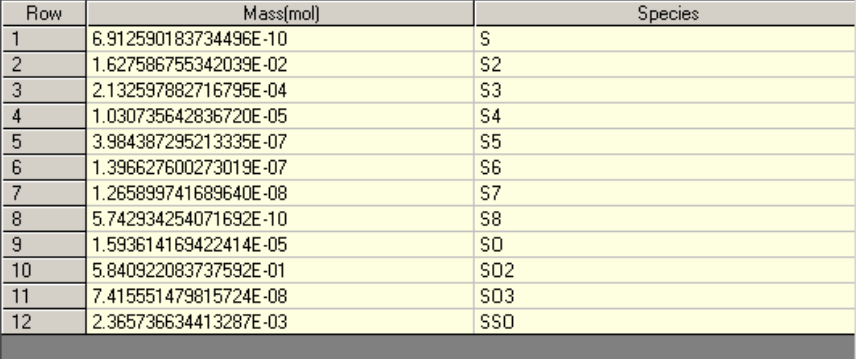 Row Mass(mol) Species
1 6.912590183734496E-10 S
2 1.627586755342039E-02 S2
3 2.132597882716795E-04 S3
4 1.030735642836720E-05 S4
5 3.984387295213335E-07 S5
6 1.396627600273019E-07 S6
7 1.265899741689640E-08 S7
8 5.742934254071692E-10 S8
9 1.593614169422414E-05 SO
10 5.840922083737592E-01 SO2
11 7.415551479815724E-08 SO3
12 2.365736634413287E-03 SSO